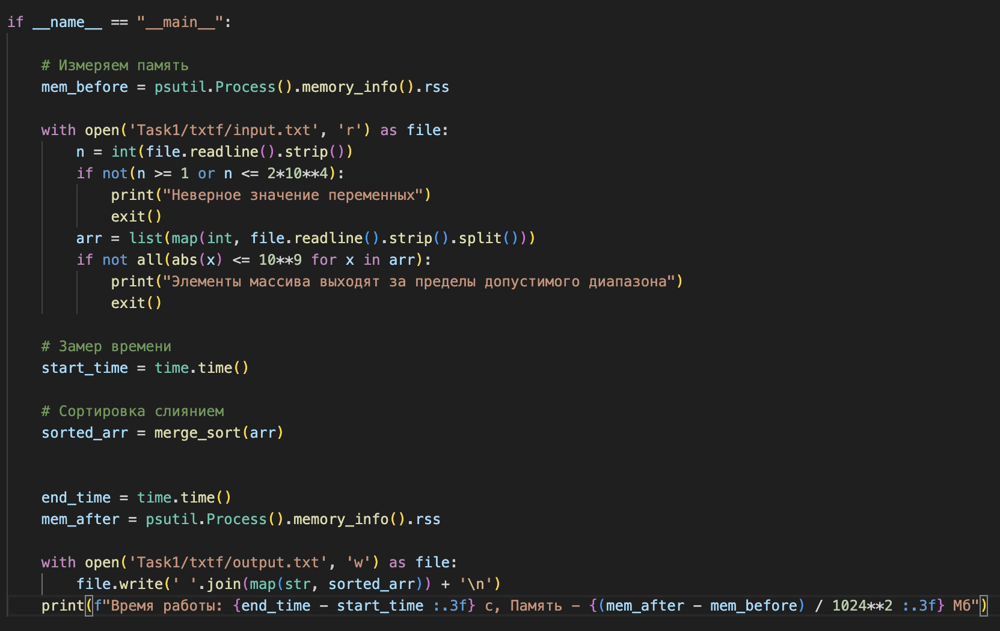 if __name__ == "__main__":
# Измеряем память
mem_before = psutil.Process().memory_info().rss
with open('Task1/txtf/input.txt', 'r') as file:
n = int(file.readline().strip())
if not(n >= 1 or n <= 2*10**4):
print("Неверное значение переменных")
exit()
arr = list(map(int, file.readline().strip().split()))
if not all(abs(x) <= 10**9 for x in arr):
print("Элементы массива выходят за пределы допустимого диапазона")
exit()
# Замер времени
start_time = time.time()
# Сортировка слиянием
sorted_arr = merge_sort(arr)
end_time = time.time()
mem_after = psutil.Process().memory_info().rss
with open('Task1/txtf/output.txt', 'w') as file:
file.write(' '.join(map(str, sorted_arr)) + '\n')
print(f"Время работы: {end_time - start_time :.3f} с, Память - {(mem_after - mem_before) / 1024**2 :.3f} Мб")